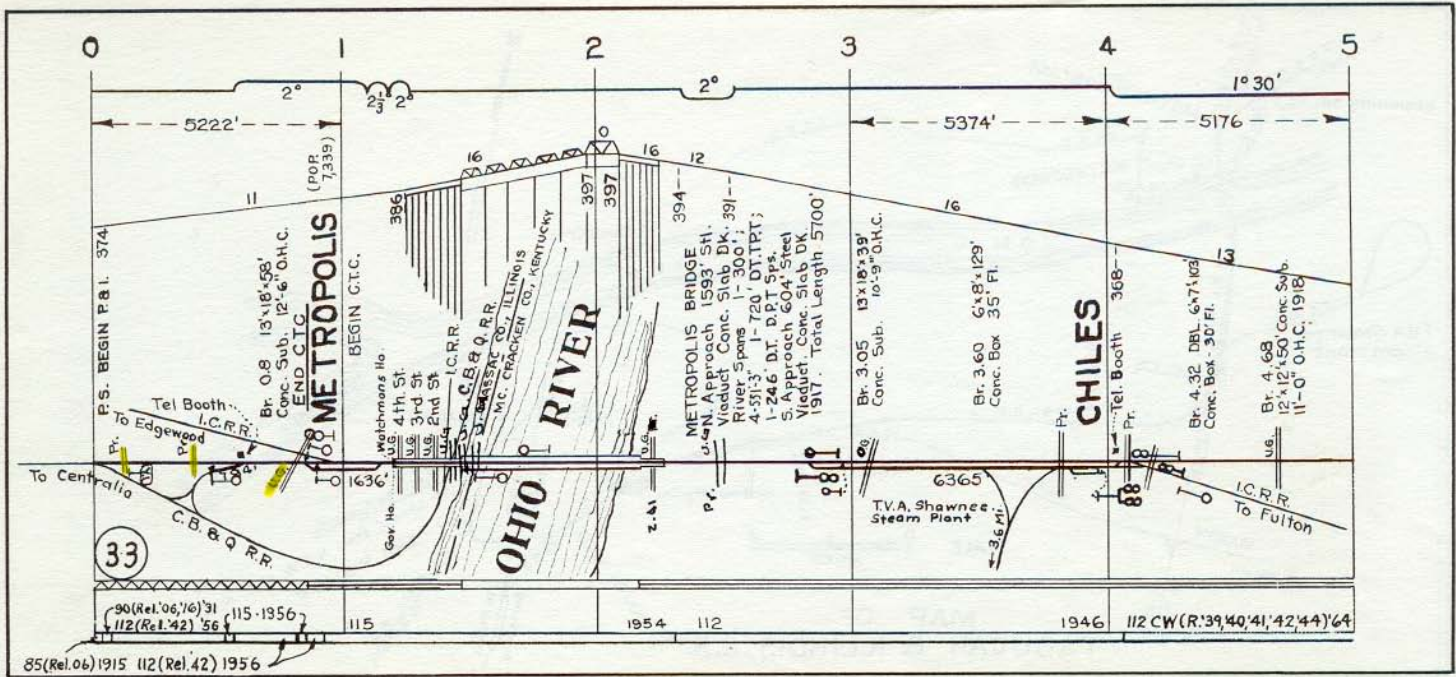 0 1 2 3 4 5
2° 2⅓° 2° 2° 1°30'
5222' 5374' 5176
11 16 0 16 12 16 13
P.S. BEGIN P.& I. 374
Br. 0.8 13'x18'x58'
Conc. Sub. 12'-6" O.H.C.
END CTC
METROPOLIS
(POP. 7,339)
BEGIN C.T.C.
386
397
397
394
391
Watchmans Ho.
Gov. Ho.
U.G. 4th. St.
U.G. 3rd. St.
U.G. 2nd St
I.C.R.R.
C.B. & Q. R.R.
MASSAC CO., ILLINOIS
MC. CRACKEN CO., KENTUCKY
OHIO RIVER
U.G.
METROPOLIS BRIDGE
N. Approach 1593' Stl.
Viaduct Conc. Slab Dk.
River Spans 1-300';
4-551'-3" 1-720' D.T.T.P.T;
1-246' D.T. D.P.T Sps.
S. Approach 604' Steel
Viaduct. Conc. Slab DK.
1917. Total Length 5700'
Br. 3.05 13'x18'x39'
Conc. Sub. 10'-9" O.H.C.
Br. 3.60 6'x8'x129'
Conc. Box 35' Fl.
CHILES
Tel Booth
368
Br. 4.32 DBL. 6'x7'x103'
Conc. Box - 30' Fl.
Br. 4.68
12'x12'x50' Conc. Sub.
11'-0" O.H.C. 1918
U.G.
Tel Booth
I.C.R.R.
To Edgewood
Pr. Pr. Pr. Pr. Pr.
To Centralia
C.B. & Q R.R.
1636'
6365
T.V.A. Shawnee
Steam Plant
3.6 Mi.
I.C.R.R.
To Fulton
33
90(Rel.'06,'16)'31
112(Rel.'42) '56
115-1956
115
1954
112
1946
112 CW(R.'39,'40,'41,'42,'44)'64
85(Rel.06)1915 112(Rel.42) 1956